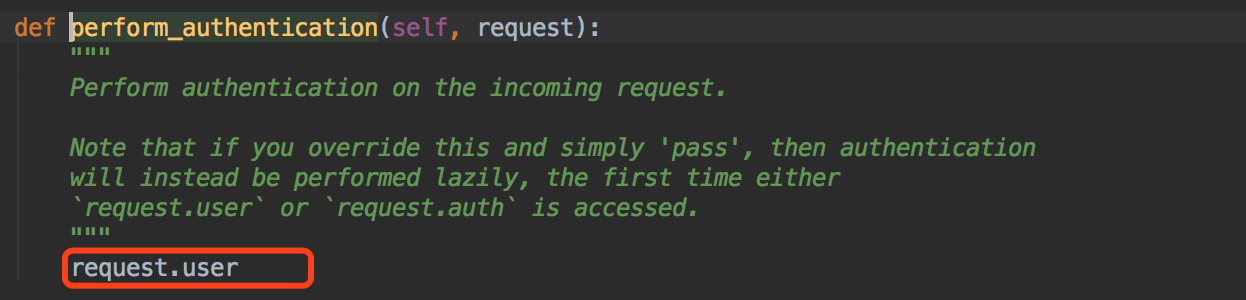 def perform_authentication(self, request):
"""
Perform authentication on the incoming request.
Note that if you override this and simply 'pass', then authentication
will instead be performed lazily, the first time either
`request.user` or `request.auth` is accessed.
"""
request.user